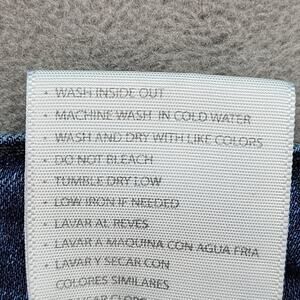 • WASH INSIDE OUT
• MACHINE WASH IN COLD WATER
• WASH AND DRY WITH LIKE COLORS
• DO NOT BLEACH
• TUMBLE DRY LOW
• LOW IRON IF NEEDED
• LAVAR AL REVES
• LAVAR A MAQUINA CON AGUA FRIA
• LAVAR Y SECAR CON
COLORES SIMILARES